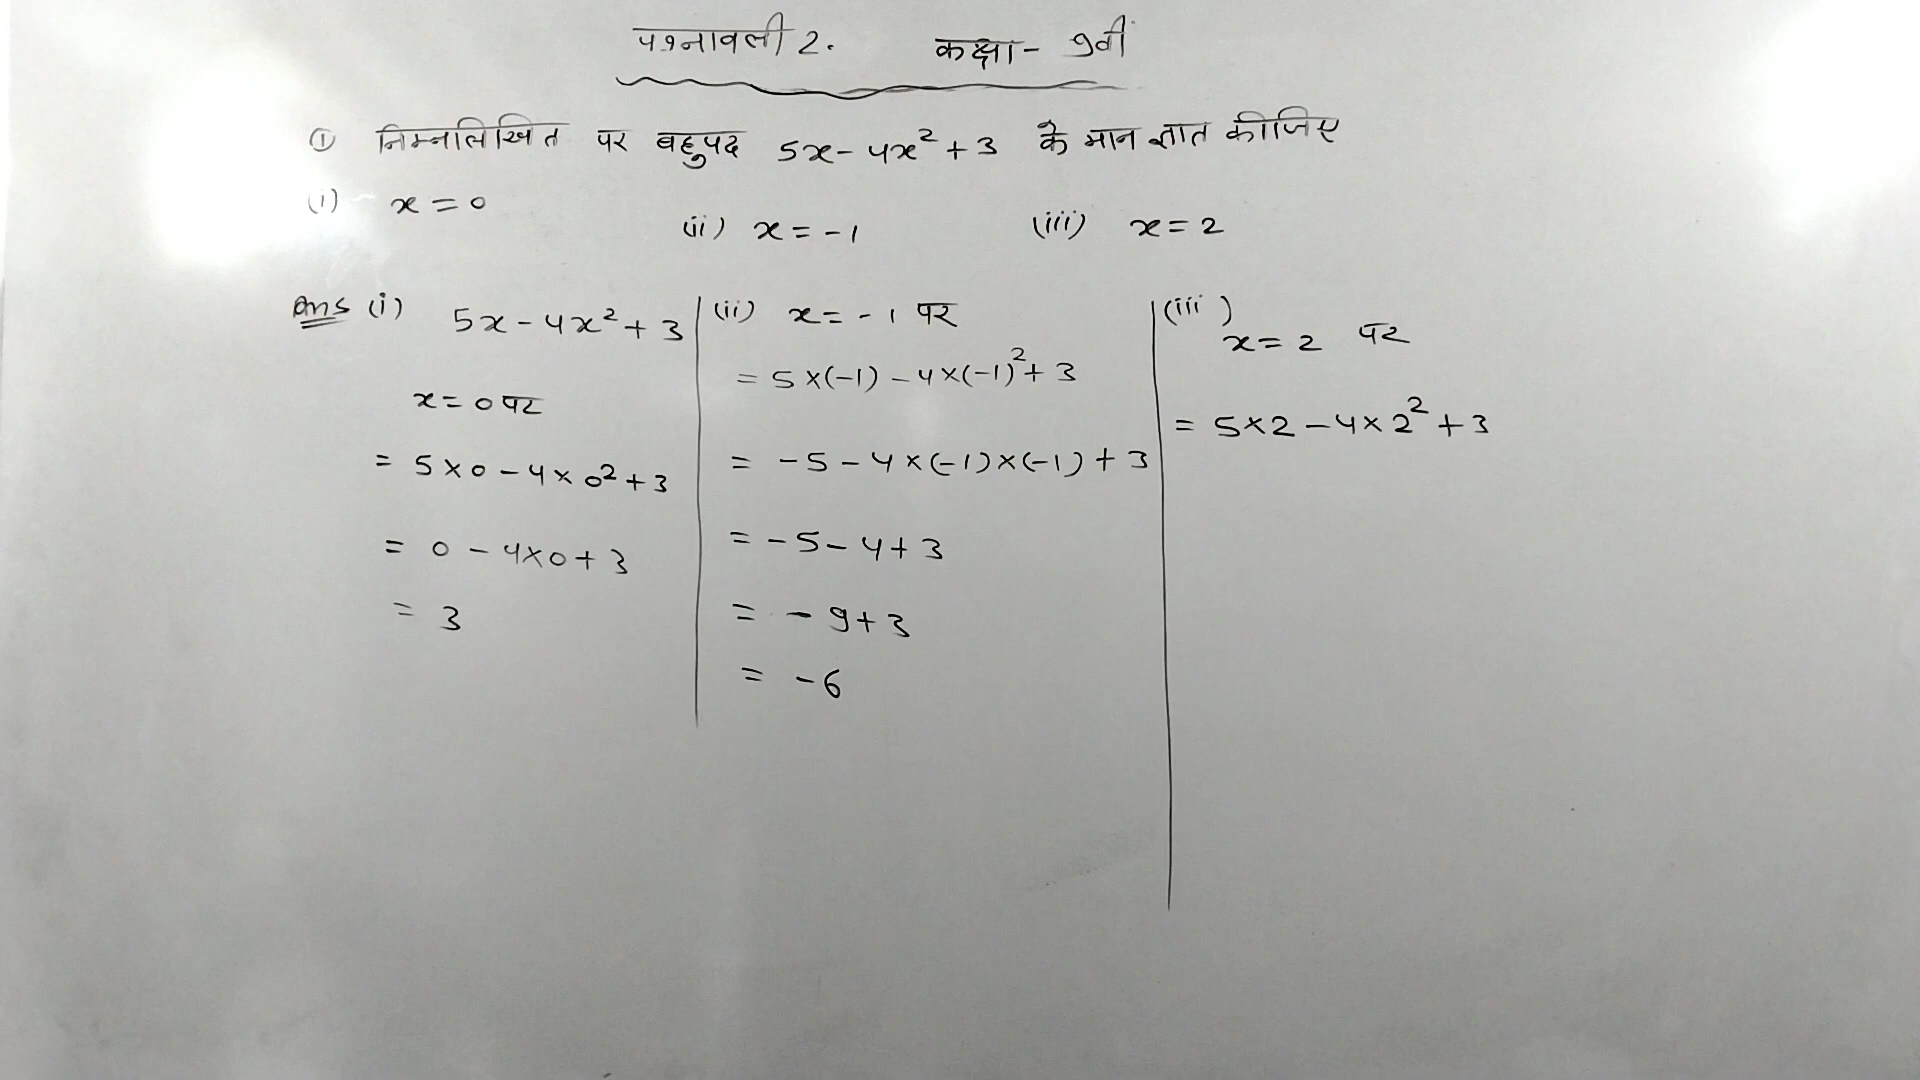 प्रश्नावली 2. कक्षा - 9वीं
① निम्नलिखित पर बहुपद 5x - 4x² + 3 के मान ज्ञात कीजिए
(i) x = 0 (ii) x = -1 (iii) x = 2
Ans (i) 5x - 4x² + 3
x = 0 पर
= 5 × 0 - 4 × 0² + 3
= 0 - 4×0 + 3
= 3
(ii) x = - 1 पर
= 5 ×(-1) - 4×(-1)² + 3
= -5 - 4 × (-1) × (-1) + 3
= -5 - 4 + 3
= - 9 + 3
= -6
(iii)
x = 2 पर
= 5×2 - 4×2² + 3